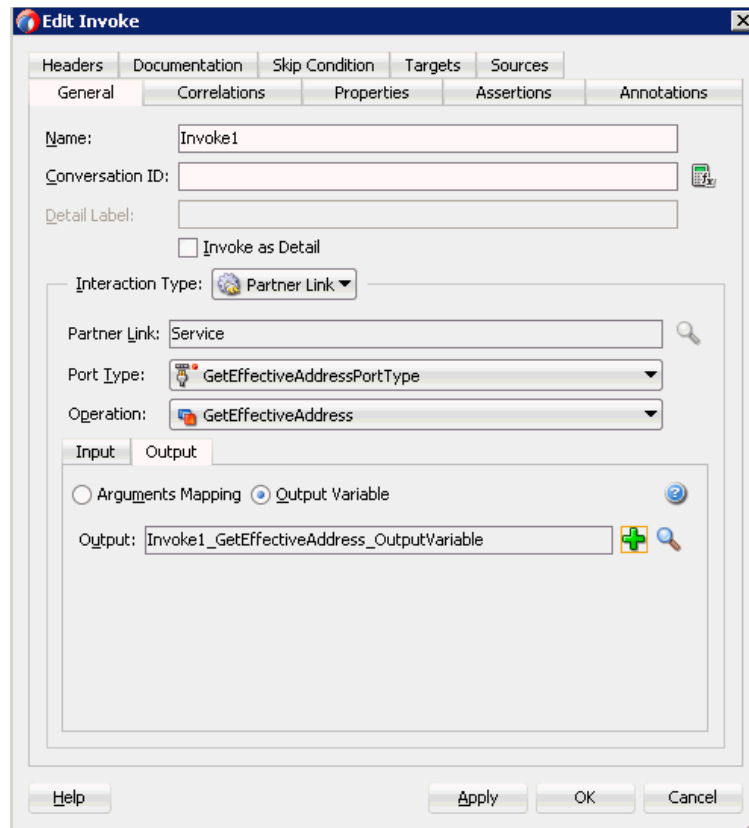 Edit Invoke
Headers Documentation Skip Condition Targets Sources
General Correlations Properties Assertions Annotations
Name: Invoke1
Conversation ID:
Detail Label:
Invoke as Detail
Interaction Type: Partner Link
Partner Link: Service
Port Type: GetEffectiveAddressPortType
Operation: GetEffectiveAddress
Input Output
Arguments Mapping Output Variable
Output: Invoke1_GetEffectiveAddress_OutputVariable
Help Apply OK Cancel